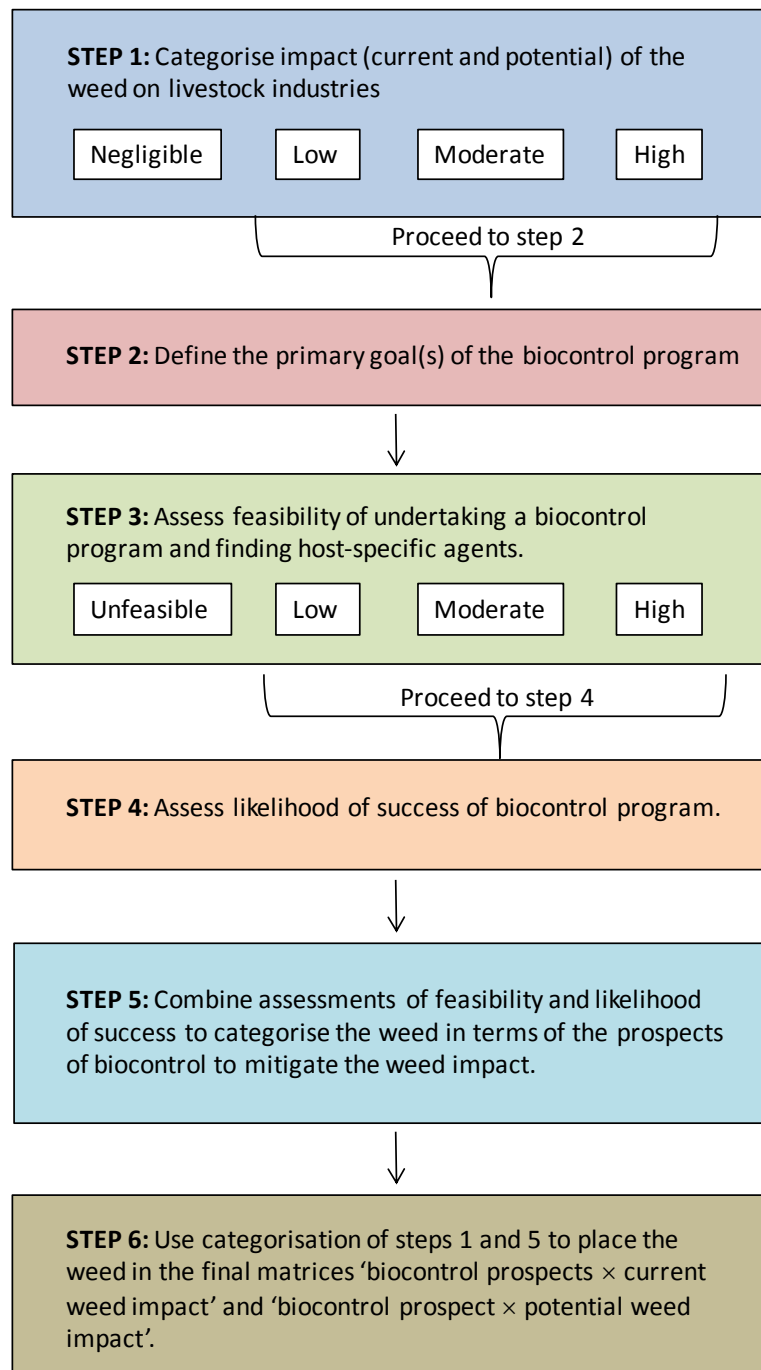 STEP 1: Categorise impact (current and potential) of the
weed on livestock industries
Negligible Low Moderate High
Proceed to step 2
STEP 2: Define the primary goal(s) of the biocontrol program
STEP 3: Assess feasibility of undertaking a biocontrol
program and finding host-specific agents.
Unfeasible Low Moderate High
Proceed to step 4
STEP 4: Assess likelihood of success of biocontrol program.
STEP 5: Combine assessments of feasibility and likelihood
of success to categorise the weed in terms of the prospects
of biocontrol to mitigate the weed impact.
STEP 6: Use categorisation of steps 1 and 5 to place the
weed in the final matrices ‘biocontrol prospects × current
weed impact’ and ‘biocontrol prospect × potential weed
impact’.